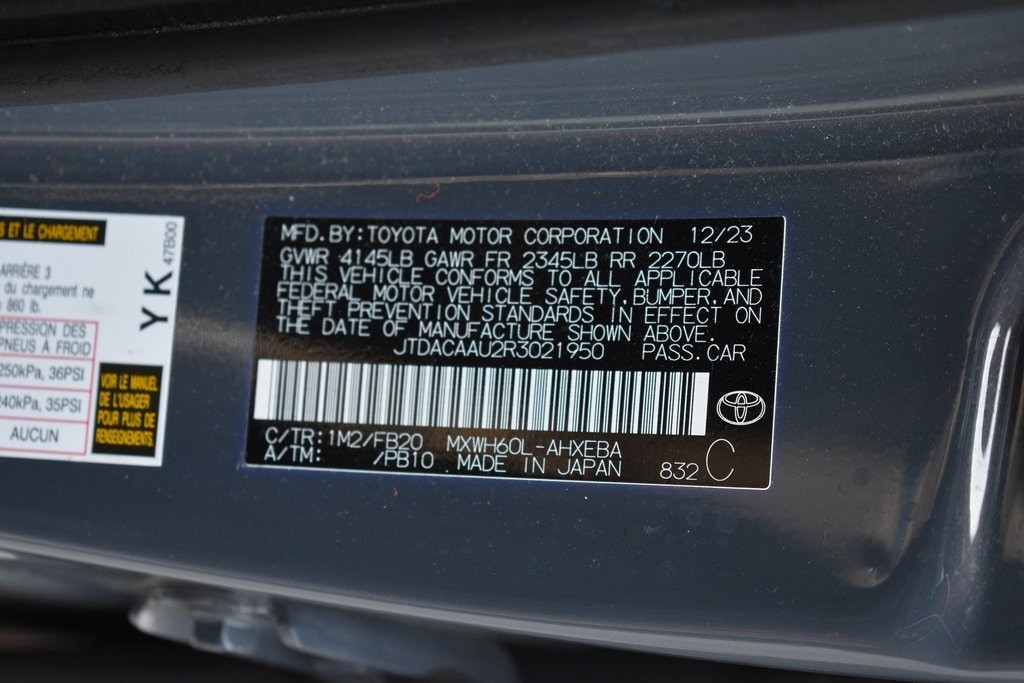 S ET LE CHARGEMENT
ARRIÈRE 3
du chargement ne
860 lb.
PRESSION DES
PNEUS À FROID
250kPa, 36PSI
240kPa, 35PSI
AUCUN
YK
47B00
VOIR LE MANUEL
DE L'USAGER
POUR PLUS DE
RENSEIGNEMENTS.
MFD. BY: TOYOTA MOTOR CORPORATION 12/23
GVWR 4145LB GAWR FR 2345LB RR 2270LB
THIS VEHICLE CONFORMS TO ALL APPLICABLE
FEDERAL MOTOR VEHICLE SAFETY, BUMPER, AND
THEFT PREVENTION STANDARDS IN EFFECT ON
THE DATE OF MANUFACTURE SHOWN ABOVE.
JTDACAAU2R3021950 PASS. CAR
C/TR: 1M2/FB20 MXWH60L-AHXEBA
A/TM: /PB10 MADE IN JAPAN 832 C